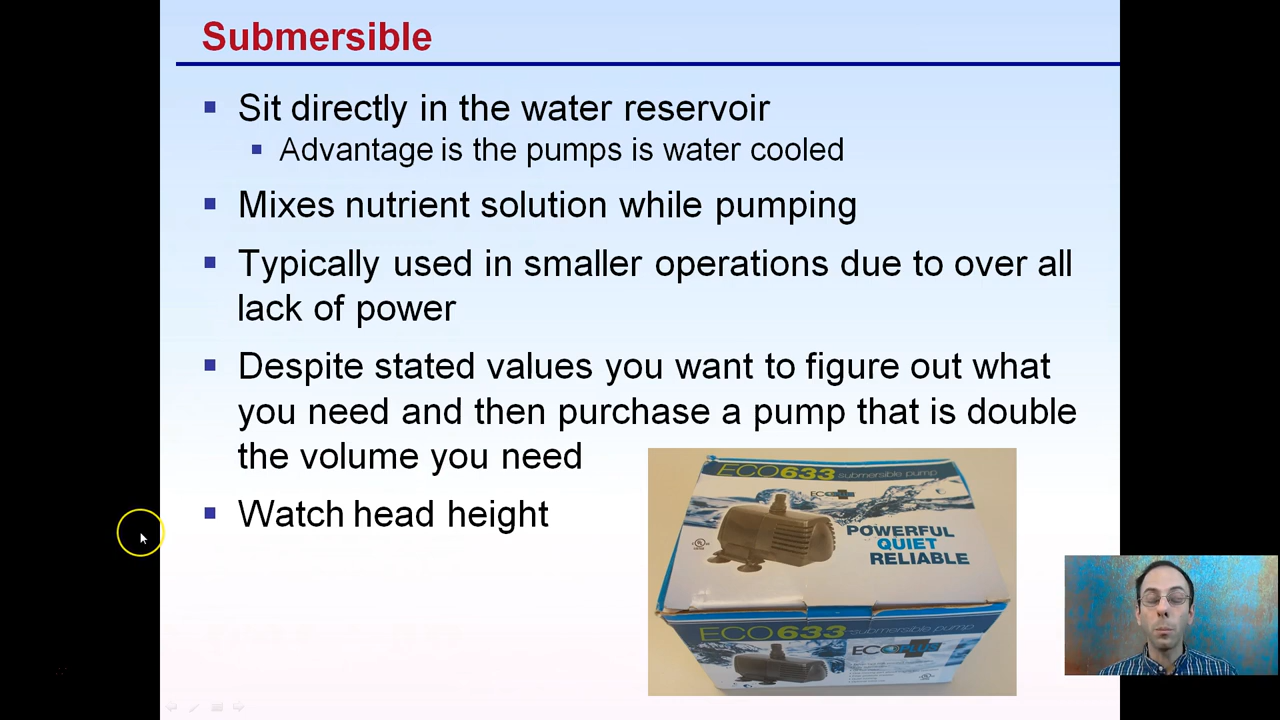 Submersible
Sit directly in the water reservoir
Advantage is the pumps is water cooled
Mixes nutrient solution while pumping
Typically used in smaller operations due to over all
lack of power
Despite stated values you want to figure out what
you need and then purchase a pump that is double
the volume you need
Watch head height
ECO633 submersible pump
ECOPLUS
POWERFUL
QUIET
RELIABLE
ECO633 submersible pump
ECOPLUS